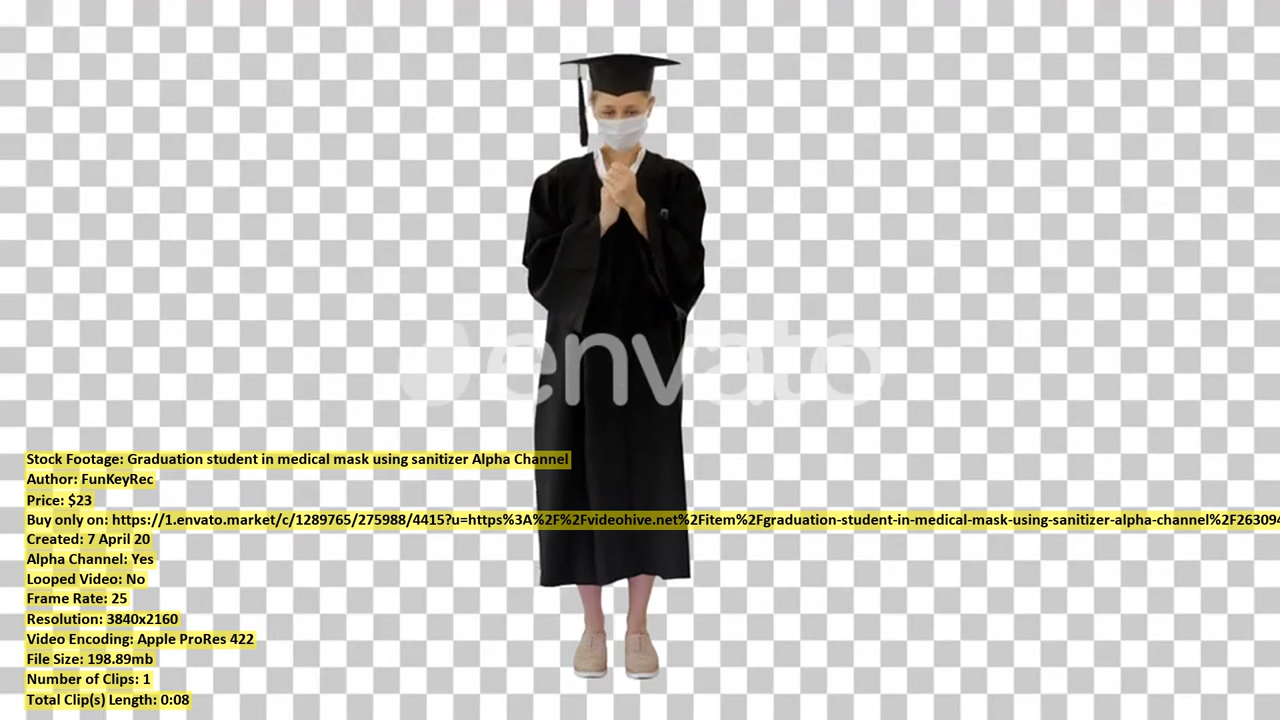 envato
Stock Footage: Graduation student in medical mask using sanitizer Alpha Channel
Author: FunKeyRec
Price: $23
Buy only on: https://1.envato.market/c/1289765/275988/4415?u=https%3A%2F%2Fvideohive.net%2Fitem%2Fgraduation-student-in-medical-mask-using-sanitizer-alpha-channel%2F26309
Created: 7 April 20
Alpha Channel: Yes
Looped Video: No
Frame Rate: 25
Resolution: 3840x2160
Video Encoding: Apple ProRes 422
File Size: 198.89mb
Number of Clips: 1
Total Clip(s) Length: 0:08